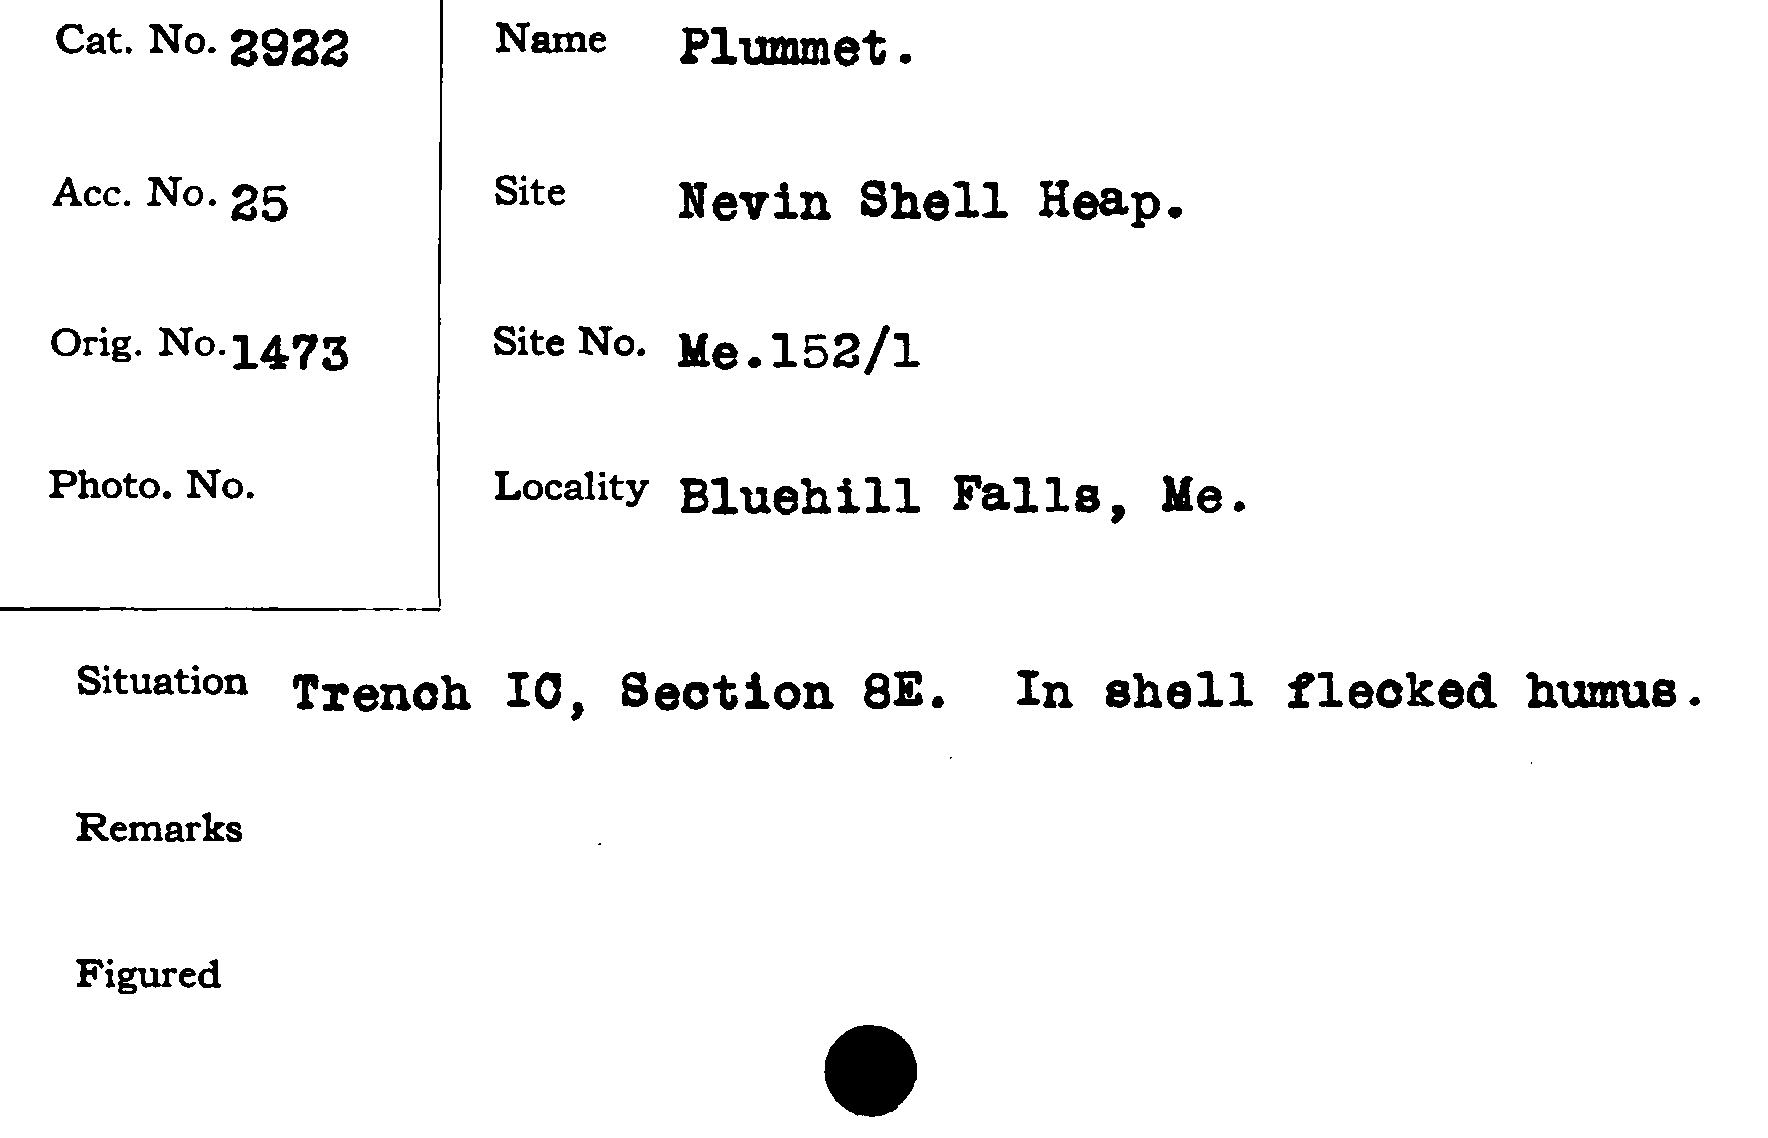 Cat. No. 2922
Name Plummet.
Acc. No. 25
Site Nevin Shell Heap.
Orig. No. 1473
Site No. Me.152/1
Photo. No.
Locality Bluehill Falls, Me.
Situation Trench IC, Section 8E. In shell flecked humus.
Remarks
Figured